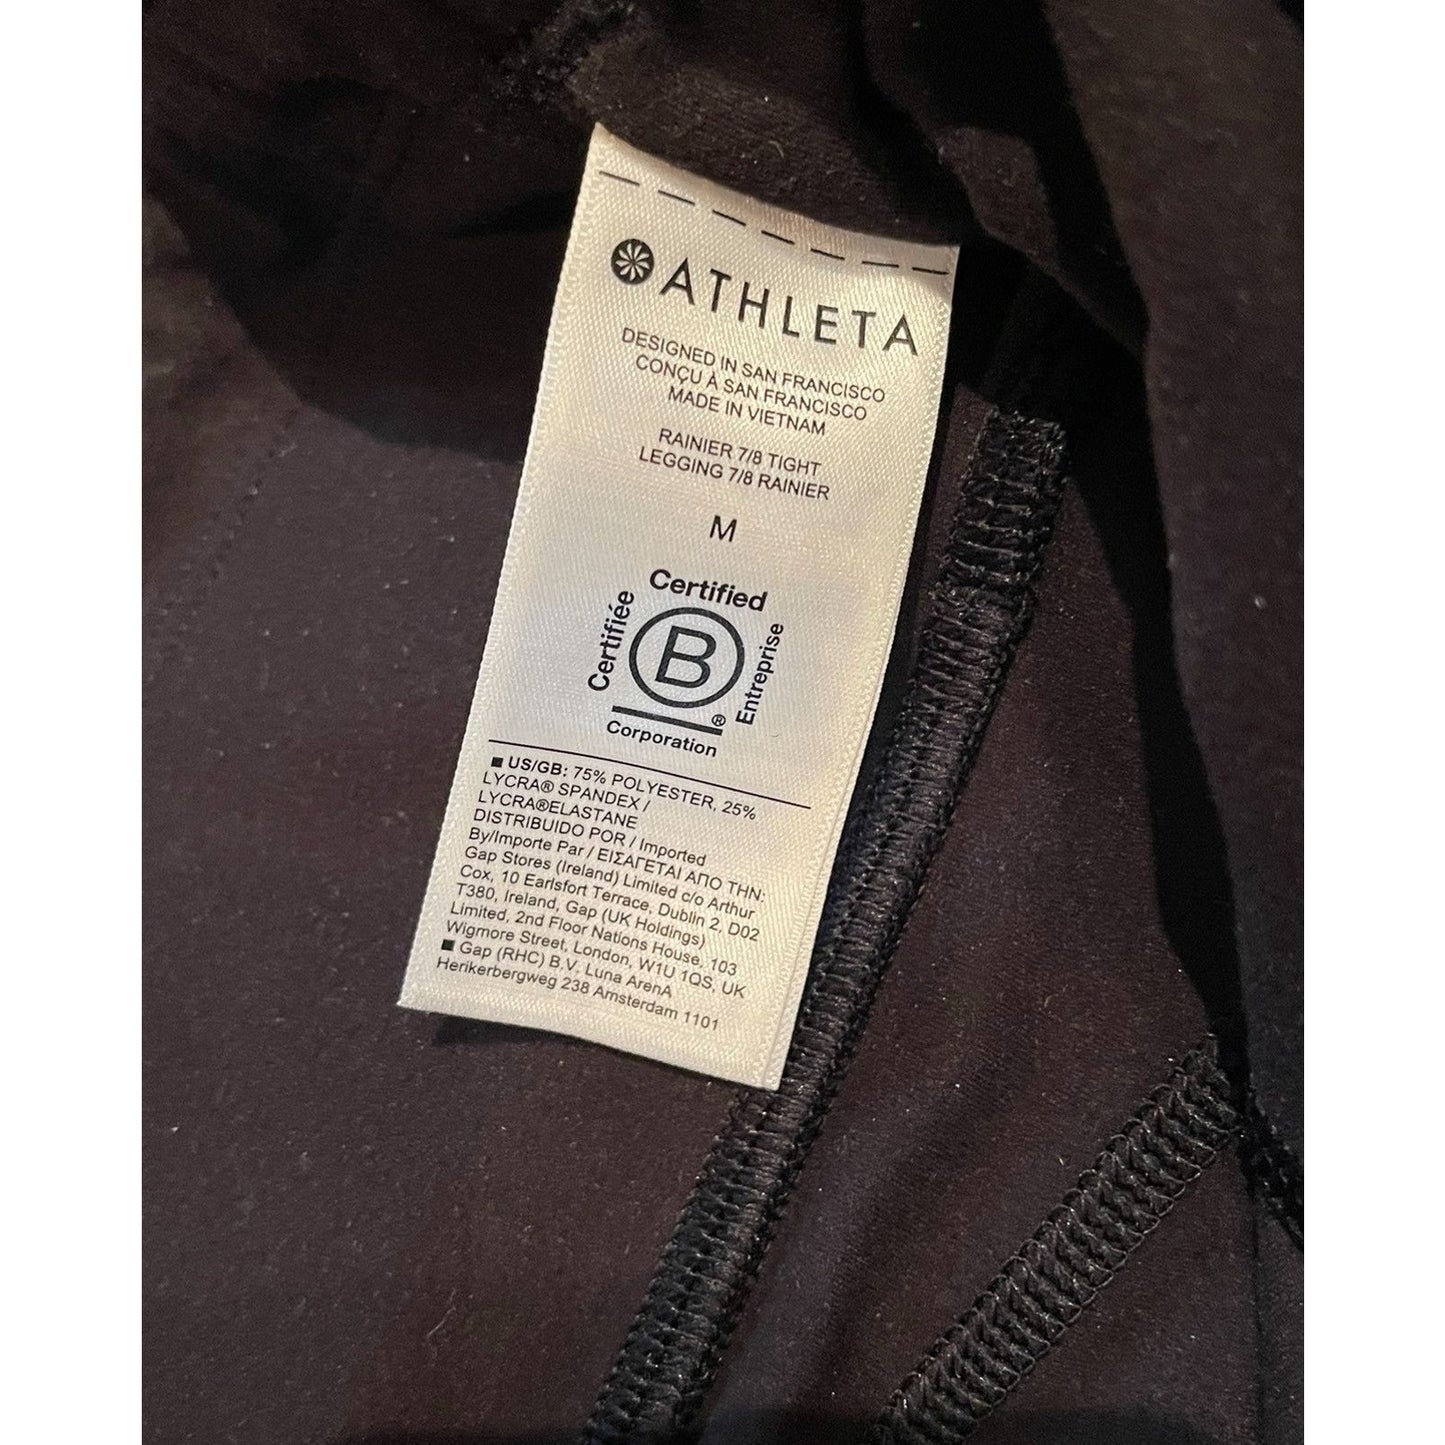 ATHLETA
DESIGNED IN SAN FRANCISCO
CONÇU À SAN FRANCISCO
MADE IN VIETNAM
RAINIER 7/8 TIGHT
LEGGING 7/8 RAINIER
M
Certified
Certifiée
B
Entreprise
®
Corporation
■ US/GB: 75% POLYESTER, 25%
LYCRA® SPANDEX /
LYCRA®ELASTANE
DISTRIBUIDO POR / Imported
By/Importe Par / ΕΙΣΑΓΕΤΑΙ ΑΠΟ ΤΗΝ:
Gap Stores (Ireland) Limited c/o Arthur
Cox, 10 Earlsfort Terrace, Dublin 2, D02
T380, Ireland, Gap (UK Holdings)
Limited, 2nd Floor Nations House, 103
Wigmore Street, London, W1U 1QS, UK
■ Gap (RHC) B.V, Luna ArenA
Herikerbergweg 238 Amsterdam 1101